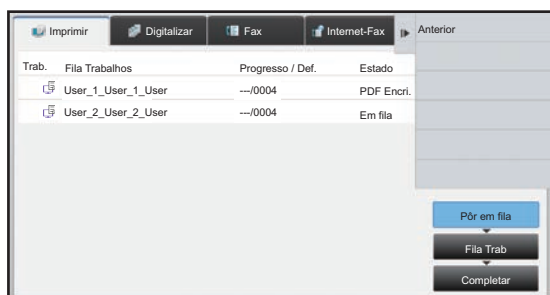 Imprimir Digitalizar Fax Internet-Fax Anterior
Trab. Fila Trabalhos Progresso / Def. Estado
User_1_User_1_User ---/0004 PDF Encri.
User_2_User_2_User ---/0004 Em fila
Pôr em fila
Fila Trab
Completar